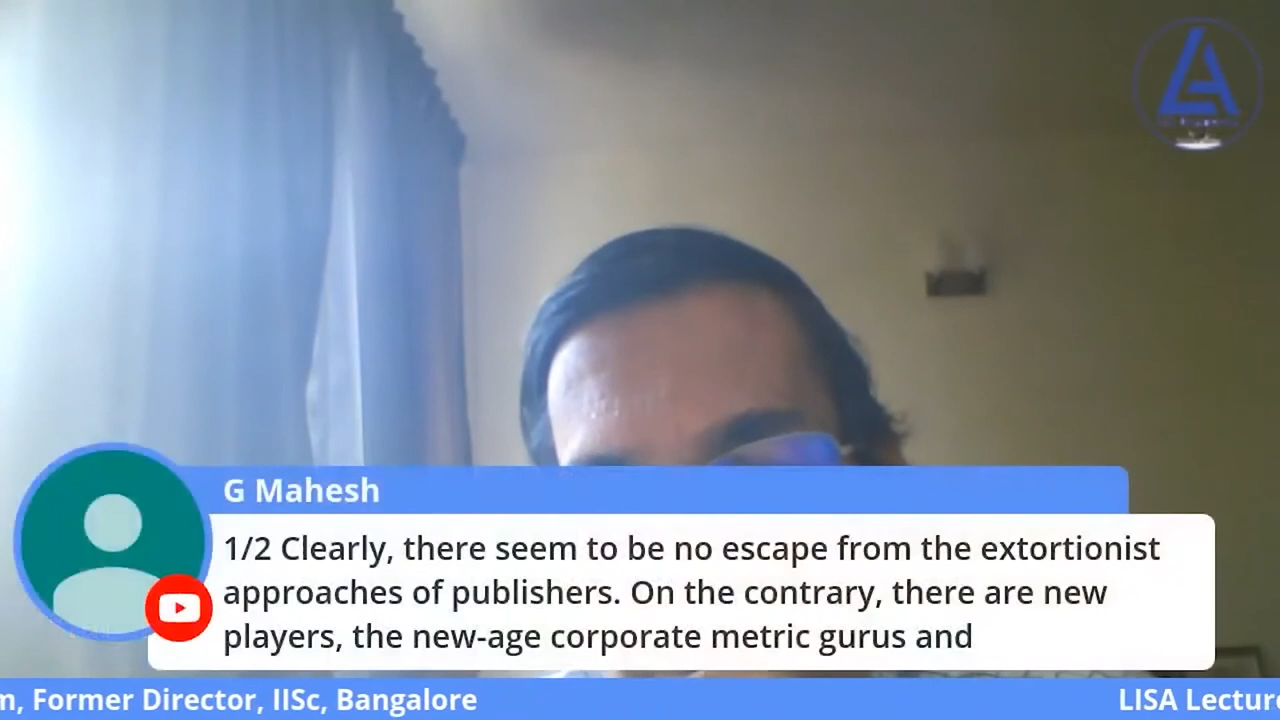 G Mahesh
1/2 Clearly, there seem to be no escape from the extortionist
approaches of publishers. On the contrary, there are new
players, the new-age corporate metric gurus and
m, Former Director, IISc, Bangalore
LISA Lecture